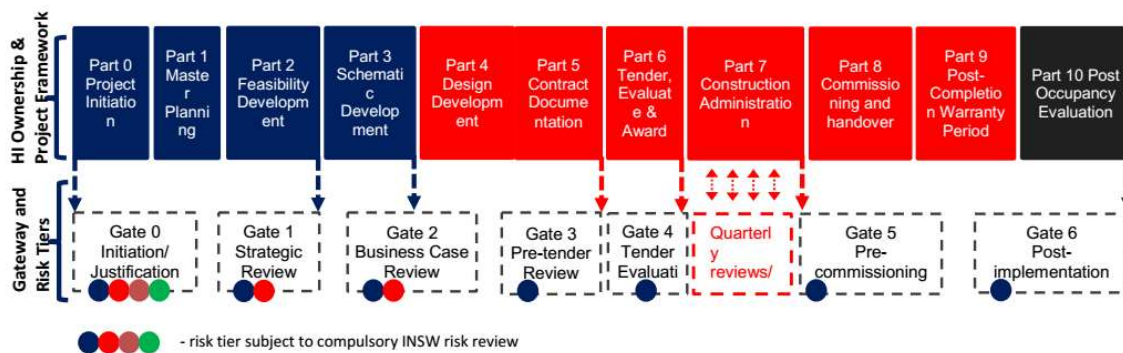 HI Ownership &
Project Framework
Part 0
Project
Initiatio
n
Part 1
Maste
r
Planni
ng
Part 2
Feasibility
Developm
ent
Part 3
Schemati
c
Develop
ment
Part 4
Design
Developm
ent
Part 5
Contract
Docume
ntation
Part 6
Tender,
Evaluat
e &
Award
Part 7
Construction
Administratio
n
Part 8
Commissio
ning and
handover
Part 9
Post-
Completio
n Warranty
Period
Part 10 Post
Occupancy
Evaluation
Gateway and
Risk Tiers
Gate 0
Initiation/
Justification
Gate 1
Strategic
Review
Gate 2
Business Case
Review
Gate 3
Pre-tender
Review
Gate 4
Tender
Evaluati
Quarterl
y
reviews/
Gate 5
Pre-
commissioning
Gate 6
Post-
implementation
- risk tier subject to compulsory INSW risk review